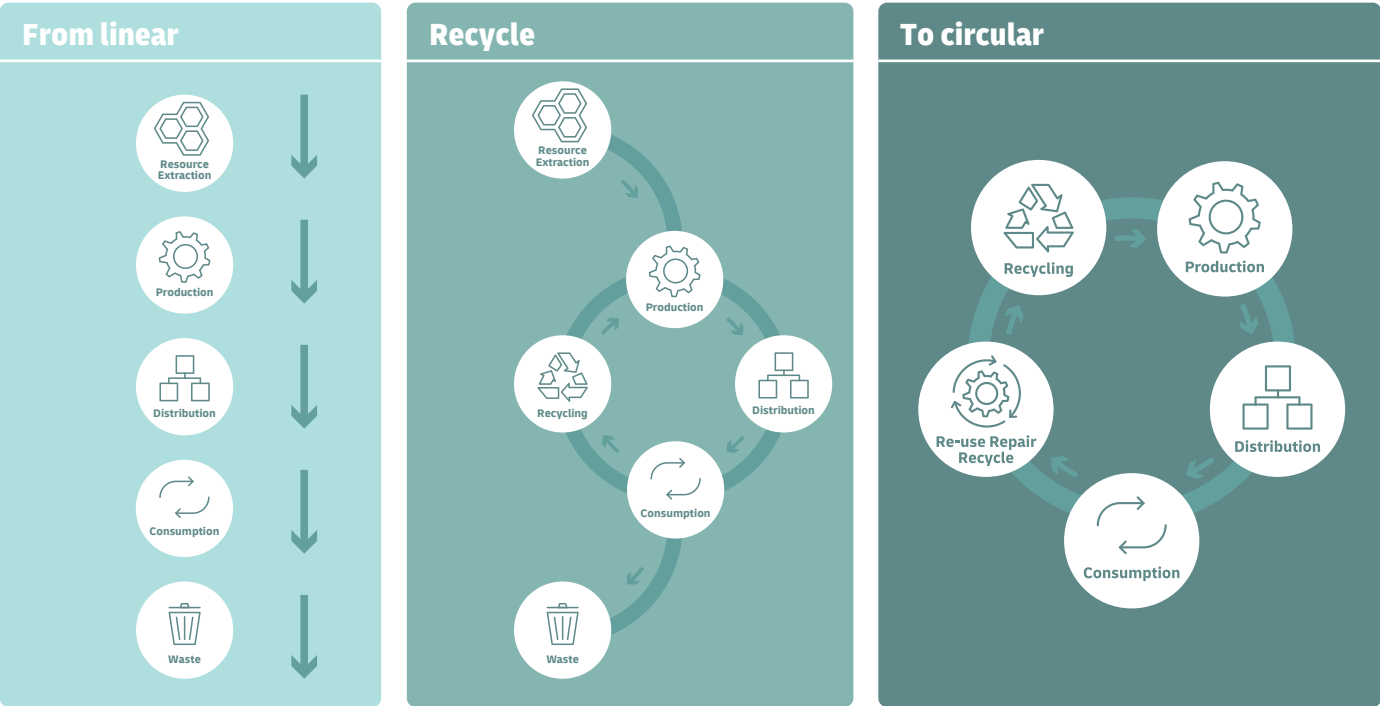 From linear
Resource
Extraction
Production
Distribution
Consumption
Waste
Recycle
Resource
Extraction
Production
Recycling
Distribution
Consumption
Waste
To circular
Recycling
Production
Re-use Repair
Recycle
Distribution
Consumption